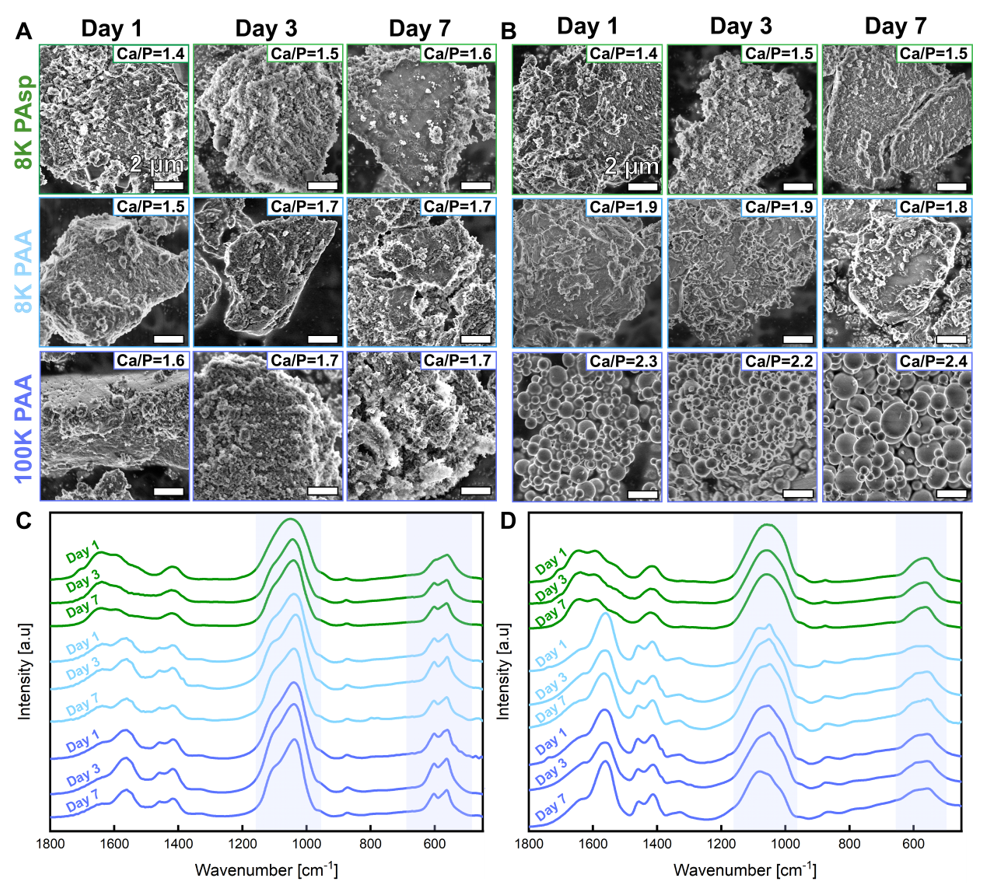 A Day 1 Day 3 Day 7
B Day 1 Day 3 Day 7
8K PAsp
Ca/P=1.4 Ca/P=1.5 Ca/P=1.6
2 µm
Ca/P=1.4 Ca/P=1.5 Ca/P=1.5
2 µm
8K PAA
Ca/P=1.5 Ca/P=1.7 Ca/P=1.7
Ca/P=1.9 Ca/P=1.9 Ca/P=1.8
100K PAA
Ca/P=1.6 Ca/P=1.7 Ca/P=1.7
Ca/P=2.3 Ca/P=2.2 Ca/P=2.4
C
Intensity [a.u]
Day 1
Day 3
Day 7
Day 1
Day 3
Day 7
Day 1
Day 3
Day 7
1800 1600 1400 1200 1000 800 600
Wavenumber [cm⁻¹]
D
Intensity [a.u]
Day 1
Day 3
Day 7
Day 1
Day 3
Day 7
Day 1
Day 3
Day 7
1800 1600 1400 1200 1000 800 600
Wavenumber [cm⁻¹]